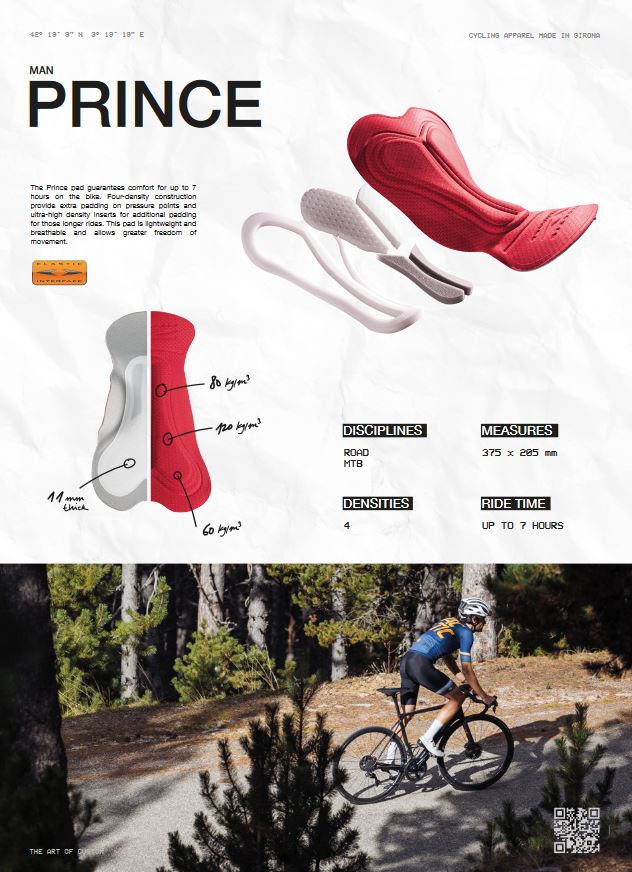 42º 19' 9" N  3º 19' 19" E
CYCLING APPAREL MADE IN GIRONA
MAN
PRINCE
The Prince pad guarantees comfort for up to 7
hours on the bike. Four-density construction
provide extra padding on pressure points and
ultra-high density inserts for additional padding
for those longer rides. This pad is lightweight and
breathable and allows greater freedom of
movement.
ELASTIC
INTERFACE
80 kg/m³
120 kg/m³
11 mm
thick
60 kg/m³
DISCIPLINES
ROAD
MTB
MEASURES
375 x 205 mm
DENSITIES
4
RIDE TIME
UP TO 7 HOURS
THE ART OF CUSTOM